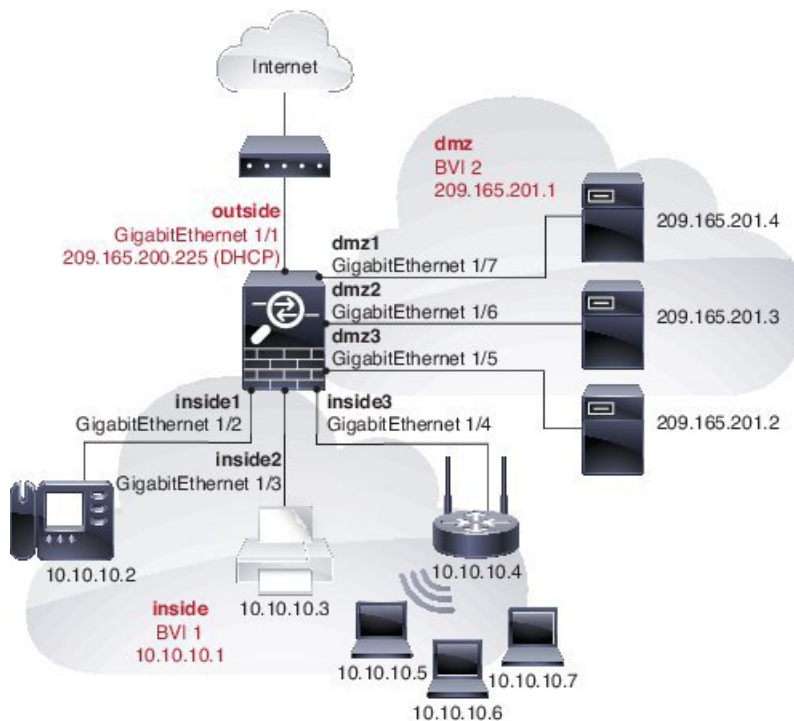 Internet
outside
GigabitEthernet 1/1
209.165.200.225 (DHCP)
dmz
BVI 2
209.165.201.1
dmz1
GigabitEthernet 1/7
209.165.201.4
dmz2
GigabitEthernet 1/6
209.165.201.3
dmz3
GigabitEthernet 1/5
209.165.201.2
inside1
GigabitEthernet 1/2
inside2
GigabitEthernet 1/3
inside3
GigabitEthernet 1/4
10.10.10.2
10.10.10.3
10.10.10.4
inside
BVI 1
10.10.10.1
10.10.10.5
10.10.10.6
10.10.10.7